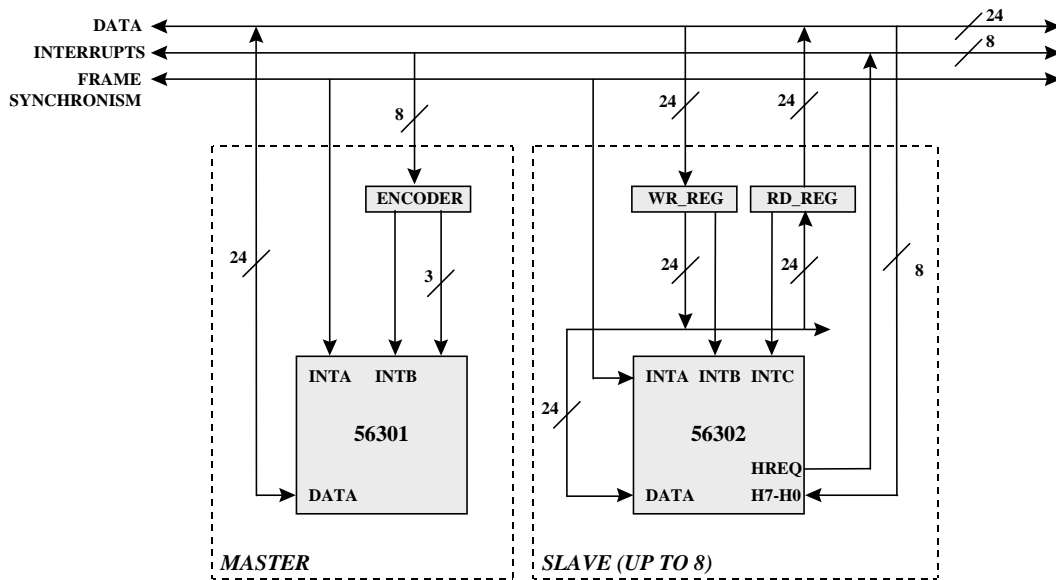 DATA
24
INTERRUPTS
8
FRAME
SYNCHRONISM
8
24
24
ENCODER
WR_REG
RD_REG
24
3
24
24
8
INTA INTB
INTA INTB INTC
24
56301
56302
HREQ
DATA
DATA
H7-H0
MASTER
SLAVE (UP TO 8)